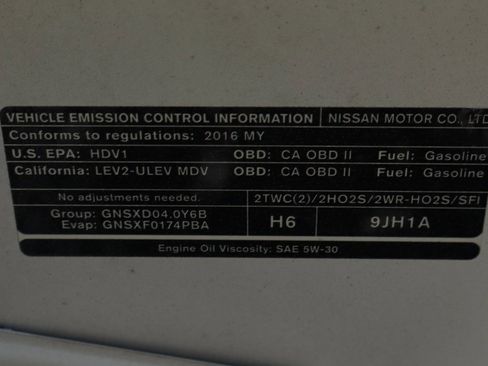 VEHICLE EMISSION CONTROL INFORMATION NISSAN MOTOR CO., LTD
Conforms to regulations: 2016 MY
U.S. EPA: HDV1 OBD: CA OBD II Fuel: Gasoline
California: LEV2-ULEV MDV OBD: CA OBD II Fuel: Gasoline
No adjustments needed. 2TWC(2)/2HO2S/2WR-HO2S/SFI
Group: GNSXD04.0Y6B
Evap: GNSXF0174PBA
H6 9JH1A
Engine Oil Viscosity: SAE 5W-30